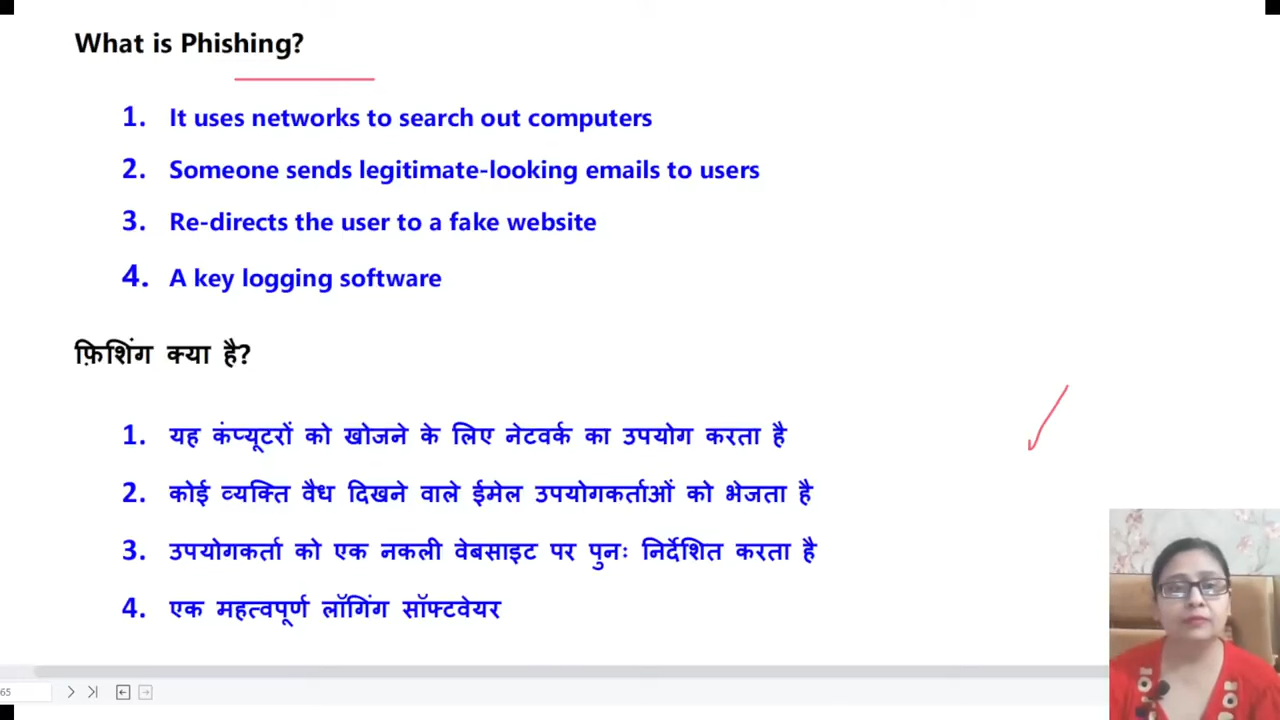 What is Phishing?
1. It uses networks to search out computers
2. Someone sends legitimate-looking emails to users
3. Re-directs the user to a fake website
4. A key logging software
फ़िशिंग क्या है?
1. यह कंप्यूटरों को खोजने के लिए नेटवर्क का उपयोग करता है
2. कोई व्यक्ति वैध दिखने वाले ईमेल उपयोगकर्ताओं को भेजता है
3. उपयोगकर्ता को एक नकली वेबसाइट पर पुनः निर्देशित करता है
4. एक महत्वपूर्ण लॉगिंग सॉफ्टवेयर
65